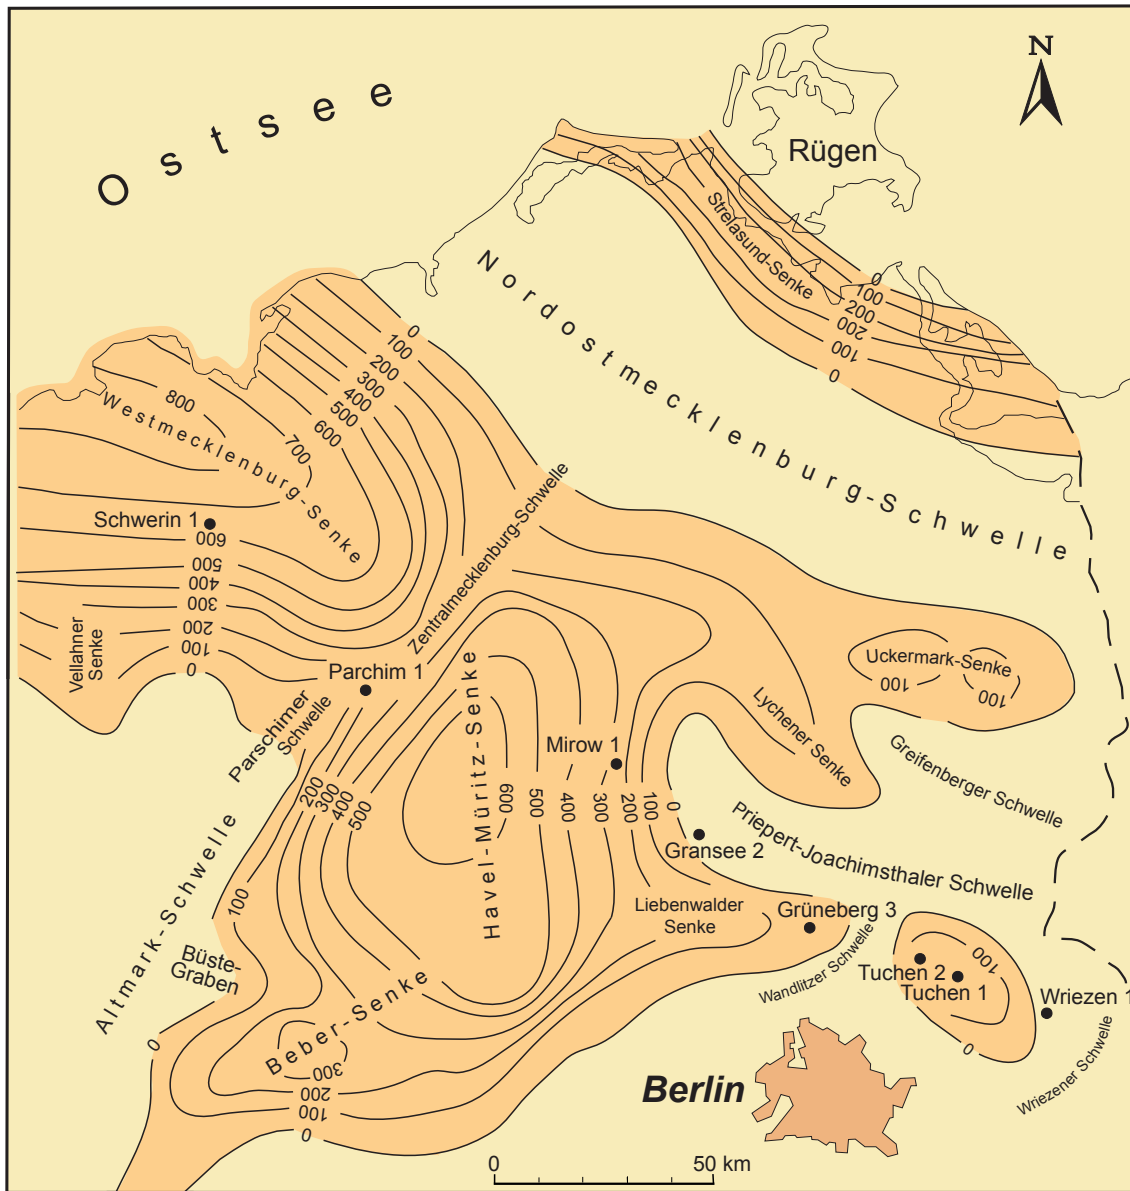 N
Ostsee
Rügen
Strelasund-Senke
0
100
200
200
100
0
Nordostmecklenburg-Schwelle
0
100
200
300
400
500
600
700
800
Westmecklenburg-Senke
Schwerin 1
600
500
400
300
200
100
0
Vellahner
Senke
Zentralmecklenburg-Schwelle
Parchim 1
Parschimer
Schwelle
Uckermark-Senke
100
100
Lychener Senke
Greifenberger Schwelle
Havel-Müritz-Senke
Mirow 1
200
300
400
500
600
500
400
300
200
100
0
Gransee 2
Priepert-Joachimsthaler Schwelle
Altmark-Schwelle
100
Liebenwalder
Senke
Grüneberg 3
Wandlitzer Schwelle
Büste-
Graben
100
Tuchen 2
Tuchen 1
0
Wriezen 1
Wriezener Schwelle
Beber-Senke
0
300
200
100
0
Berlin
0
50 km